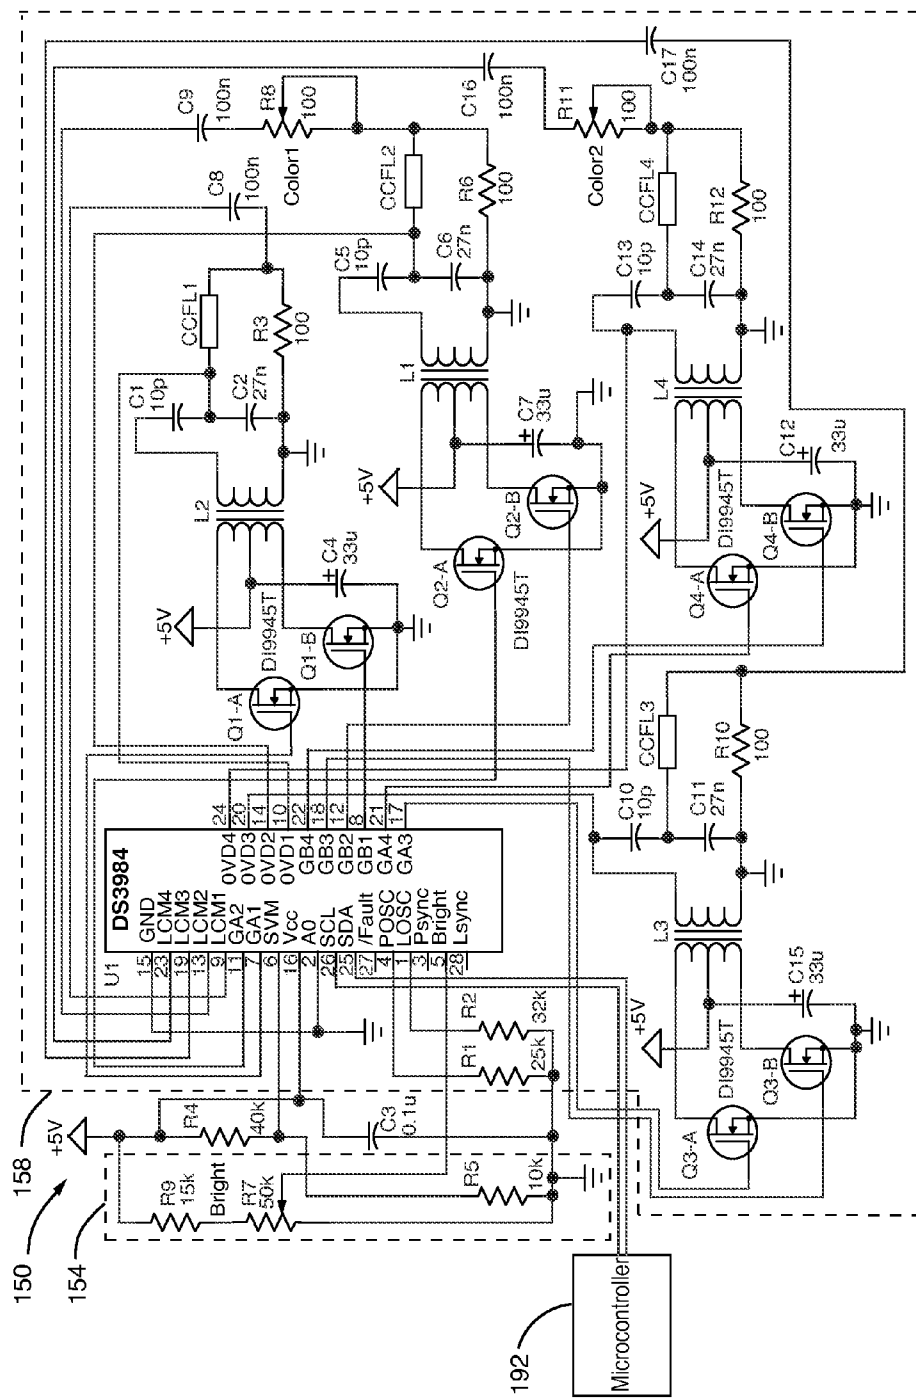 150
158
154
192
Microcontroller
+5V
R9
15k
Bright
R7
50k
R4
40k
R5
10k
C3
0.1u
R1
25k
R2
32k
U1
DS3984
15 GND
23 LCM4
19 LCM3
13 LCM2
9 LCM1
11 GA2
7 GA1
6 SVM
16 Vcc
2 A0
26 SCL
25 SDA
27 /Fault
4 POSC
1 LOSC
3 Psync
5 Bright
28 Lsync
0VD4 24
0VD3 20
0VD2 14
0VD1 10
GB4 22
GB3 18
GB2 12
GB1 8
GA4 21
GA3 17
Q1-A
DI9945T
Q1-B
+5V
C4
33u
L2
C1
10p
C2
27n
CCFL1
R3
100
C8
100n
C9
100n
R8
100
Color1
Q2-A
DI9945T
Q2-B
+5V
C7
33u
L1
C5
10p
C6
27n
CCFL2
R6
100
C16
100n
R11
100
Color2
C17
100n
Q4-A
DI9945T
Q4-B
+5V
C12
33u
L4
C13
10p
C14
27n
CCFL4
R12
100
Q3-A
DI9945T
Q3-B
+5V
C15
33u
L3
C10
10p
C11
27n
CCFL3
R10
100